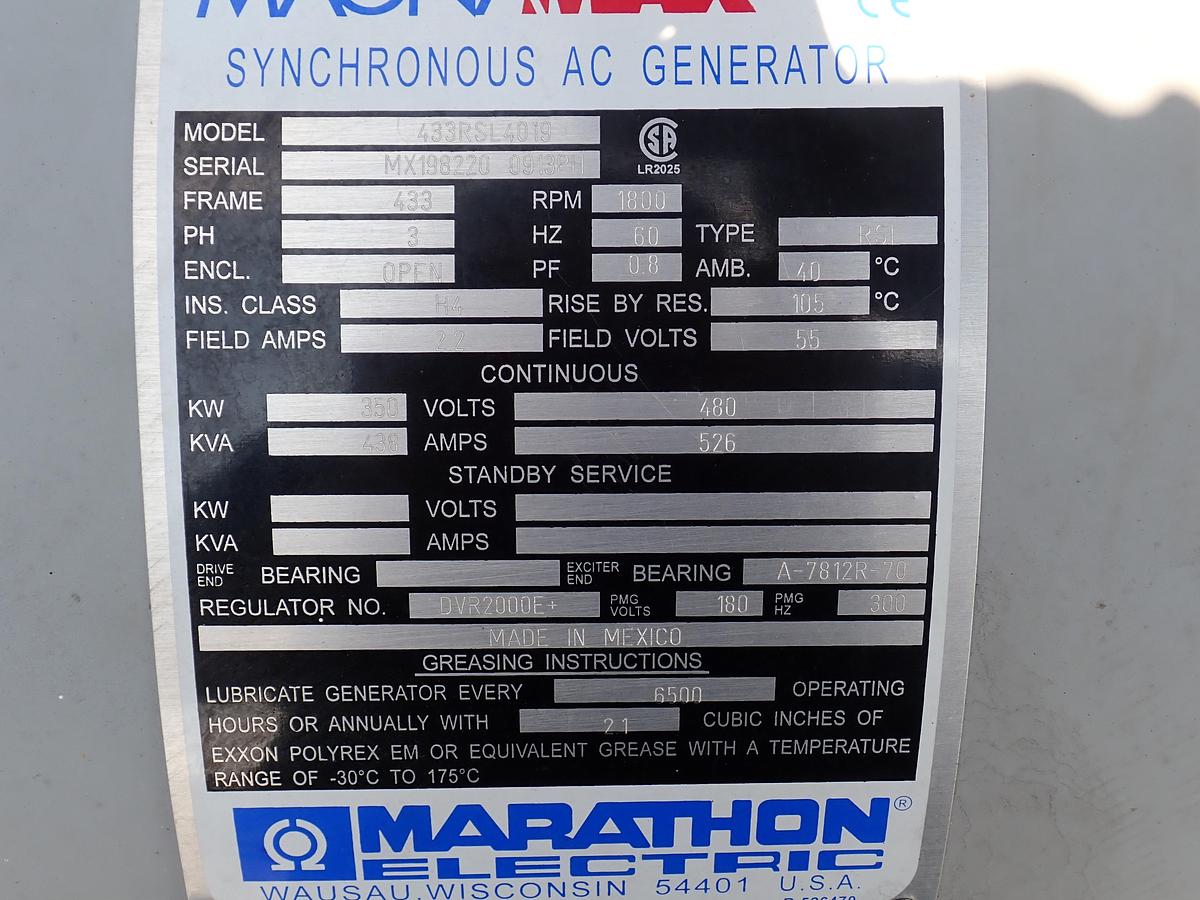 MAGNAMAX
CE
SYNCHRONOUS AC GENERATOR
MODEL 433RSL4019
SERIAL MX198220 0913PH
LR2025
FRAME 433 RPM 1800
PH 3 HZ 60 TYPE RSL
ENCL. OPEN PF 0.8 AMB. 40 °C
INS. CLASS H4 RISE BY RES. 105 °C
FIELD AMPS 2.2 FIELD VOLTS 55
CONTINUOUS
KW 350 VOLTS 480
KVA 438 AMPS 526
STANDBY SERVICE
KW VOLTS
KVA AMPS
DRIVE END BEARING EXCITER END BEARING A-7812R-70
REGULATOR NO. DVR2000E+ PMG VOLTS 180 PMG HZ 300
MADE IN MEXICO
GREASING INSTRUCTIONS
LUBRICATE GENERATOR EVERY 6500 OPERATING
HOURS OR ANNUALLY WITH 2.1 CUBIC INCHES OF
EXXON POLYREX EM OR EQUIVALENT GREASE WITH A TEMPERATURE
RANGE OF -30°C TO 175°C
MARATHON®
ELECTRIC
WAUSAU, WISCONSIN 54401 U.S.A.